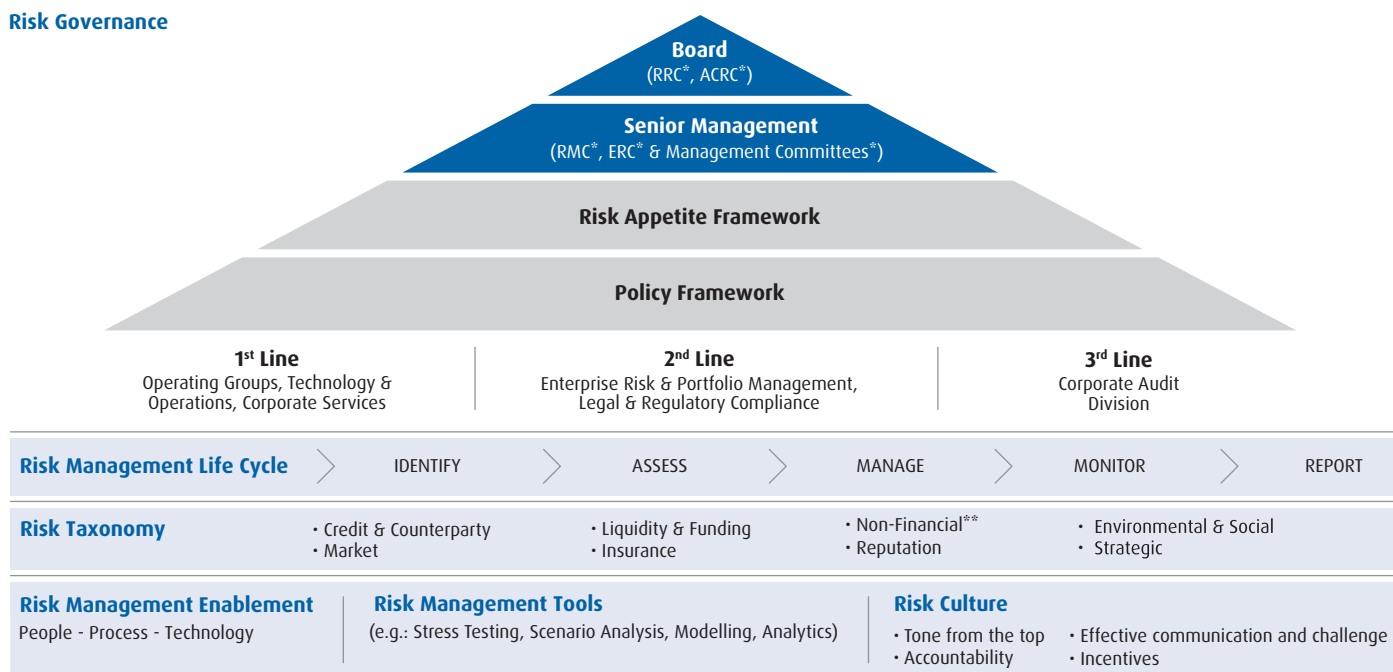 Risk Governance
Board
(RRC*, ACRC*)
Senior Management
(RMC*, ERC* & Management Committees*)
Risk Appetite Framework
Policy Framework
1st Line
Operating Groups, Technology &
Operations, Corporate Services
2nd Line
Enterprise Risk & Portfolio Management,
Legal & Regulatory Compliance
3rd Line
Corporate Audit
Division
Risk Management Life Cycle
IDENTIFY
ASSESS
MANAGE
MONITOR
REPORT
Risk Taxonomy
• Credit & Counterparty
• Market
• Liquidity & Funding
• Insurance
• Non-Financial**
• Reputation
• Environmental & Social
• Strategic
Risk Management Enablement
People - Process - Technology
Risk Management Tools
(e.g.: Stress Testing, Scenario Analysis, Modelling, Analytics)
Risk Culture
• Tone from the top
• Accountability
• Effective communication and challenge
• Incentives